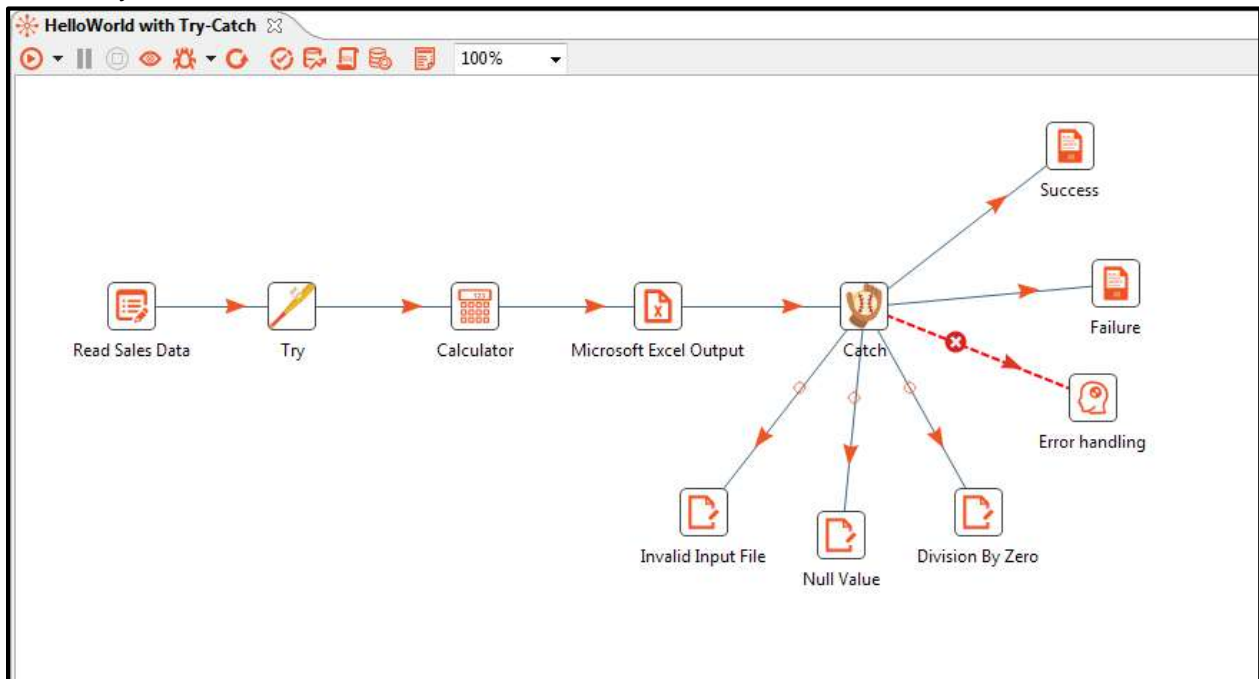 HelloWorld with Try-Catch
100%
Success
Failure
Read Sales Data
Try
Calculator
Microsoft Excel Output
Catch
Error handling
Invalid Input File
Null Value
Division By Zero